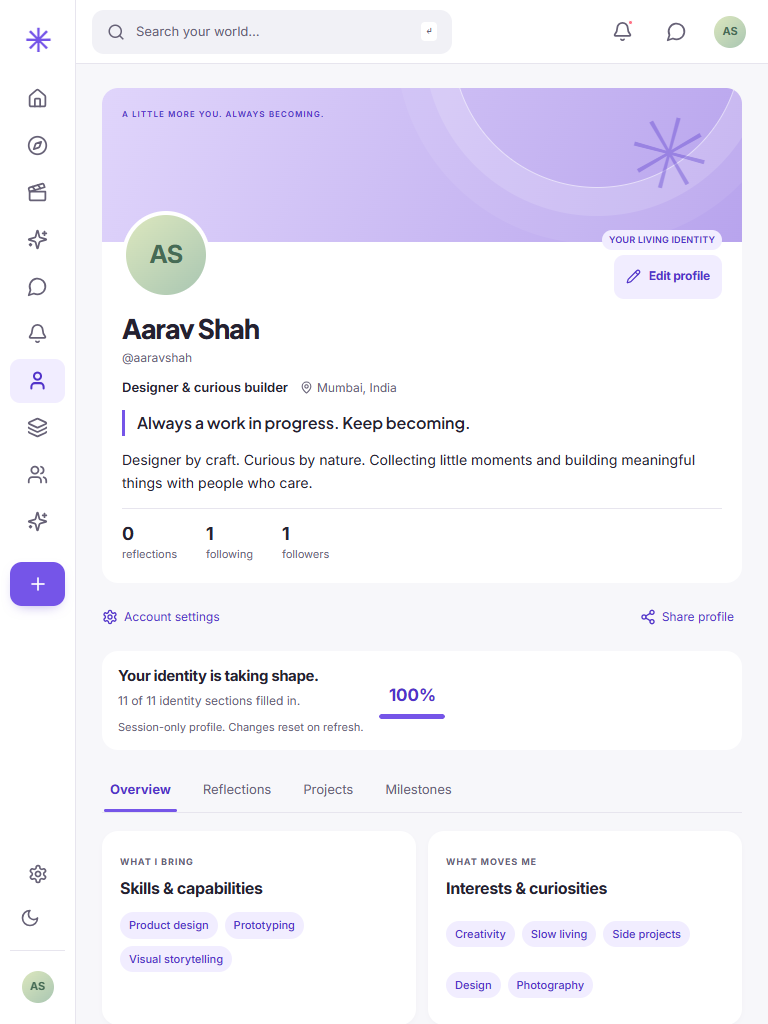 Search your world...
AS
A LITTLE MORE YOU. ALWAYS BECOMING.
AS
YOUR LIVING IDENTITY
Edit profile
Aarav Shah
@aaravshah
Designer & curious builder Mumbai, India
Always a work in progress. Keep becoming.
Designer by craft. Curious by nature. Collecting little moments and building meaningful
things with people who care.
0 1 1
reflections following followers
Account settings Share profile
Your identity is taking shape.
11 of 11 identity sections filled in.
100%
Session-only profile. Changes reset on refresh.
Overview Reflections Projects Milestones
WHAT I BRING
Skills & capabilities
Product design Prototyping
Visual storytelling
WHAT MOVES ME
Interests & curiosities
Creativity Slow living Side projects
Design Photography
AS